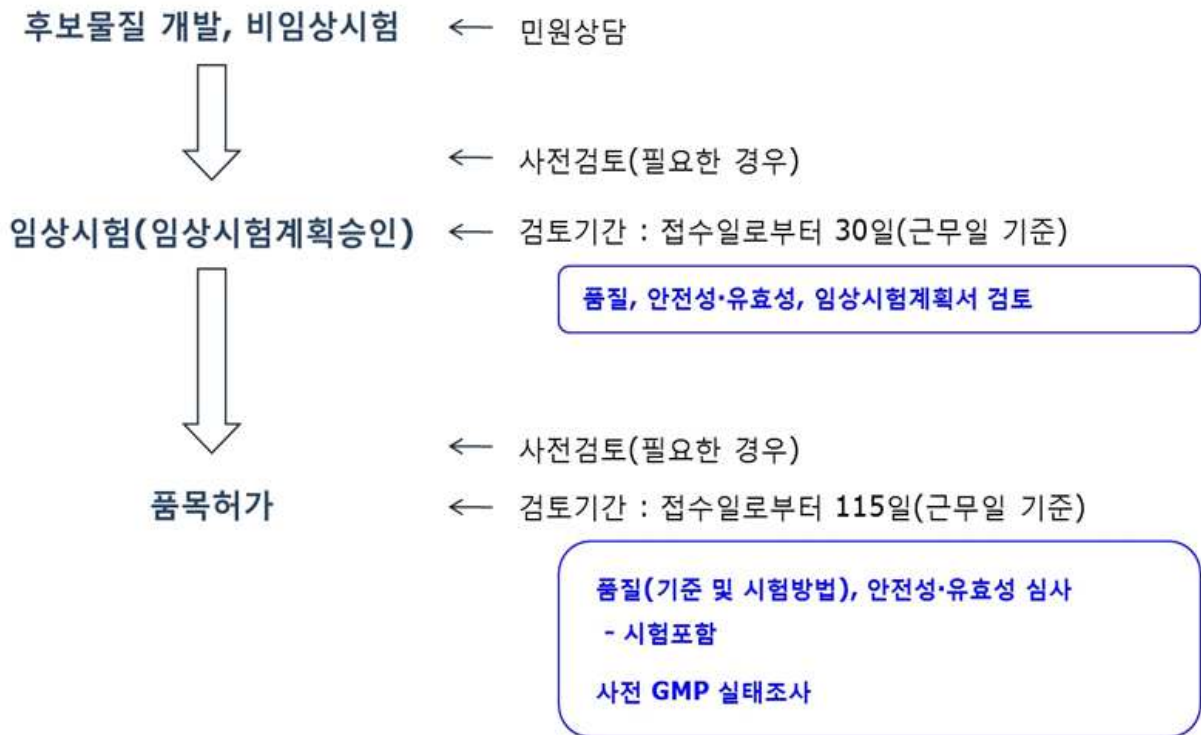 후보물질 개발, 비임상시험 ← 민원상담
← 사전검토(필요한 경우)
임상시험(임상시험계획승인) ← 검토기간 : 접수일로부터 30일(근무일 기준)
품질, 안전성·유효성, 임상시험계획서 검토
← 사전검토(필요한 경우)
품목허가 ← 검토기간 : 접수일로부터 115일(근무일 기준)
품질(기준 및 시험방법), 안전성·유효성 심사
- 시험포함
사전 GMP 실태조사